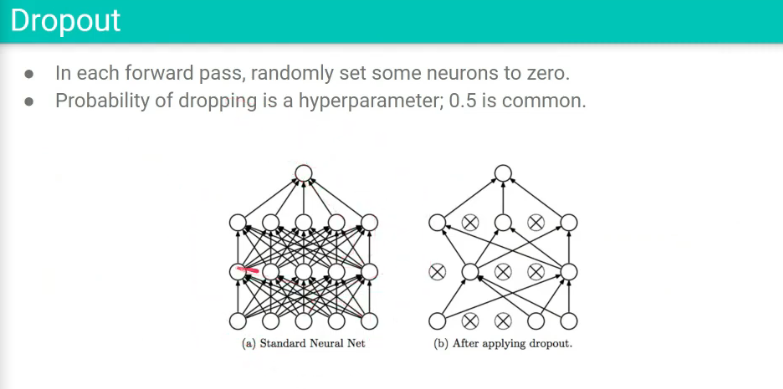 Dropout
● In each forward pass, randomly set some neurons to zero.
● Probability of dropping is a hyperparameter; 0.5 is common.
(a) Standard Neural Net
(b) After applying dropout.